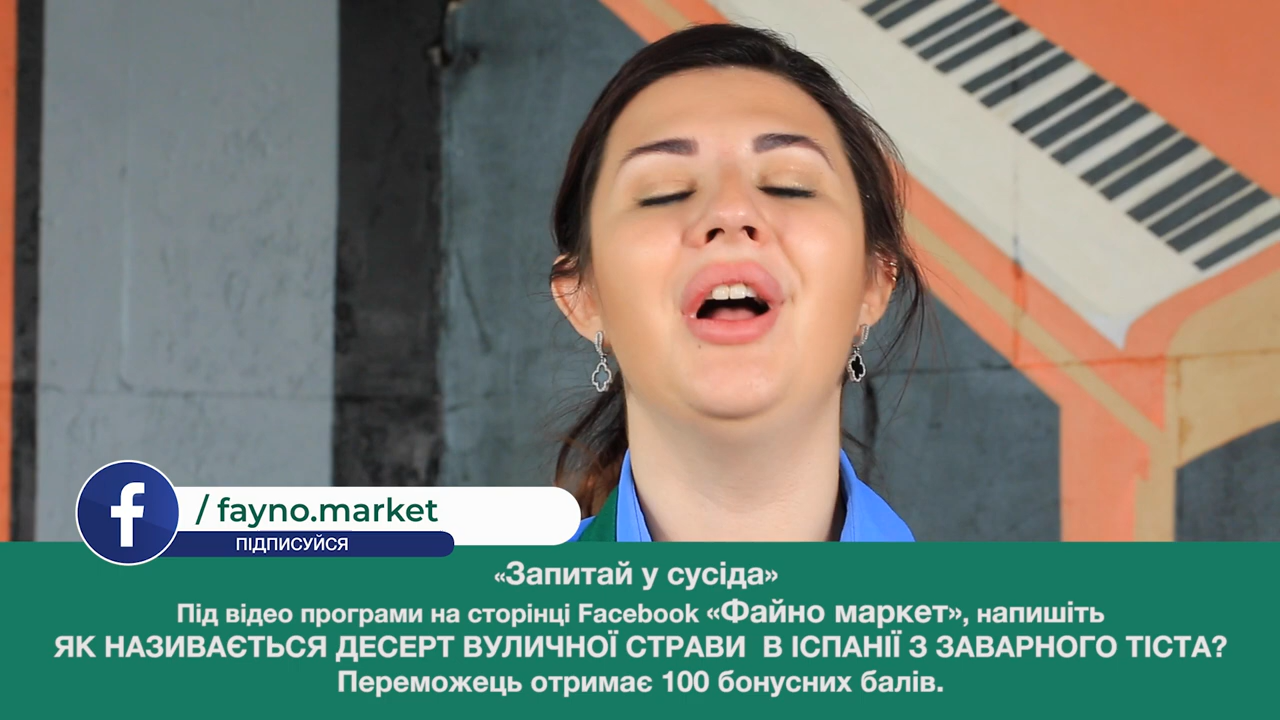 f / fayno.market
ПІДПИСУЙСЯ
«Запитай у сусіда»
Під відео програми на сторінці Facebook «Файно маркет», напишіть
ЯК НАЗИВАЄТЬСЯ ДЕСЕРТ ВУЛИЧНОЇ СТРАВИ В ІСПАНІЇ З ЗАВАРНОГО ТІСТА?
Переможець отримає 100 бонусних балів.